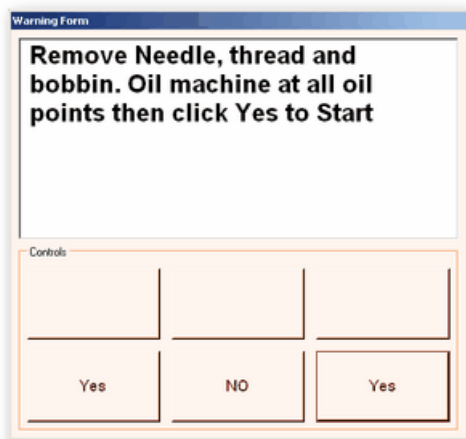 Warning Form
Remove Needle, thread and
bobbin. Oil machine at all oil
points then click Yes to Start
Controls
Yes NO Yes